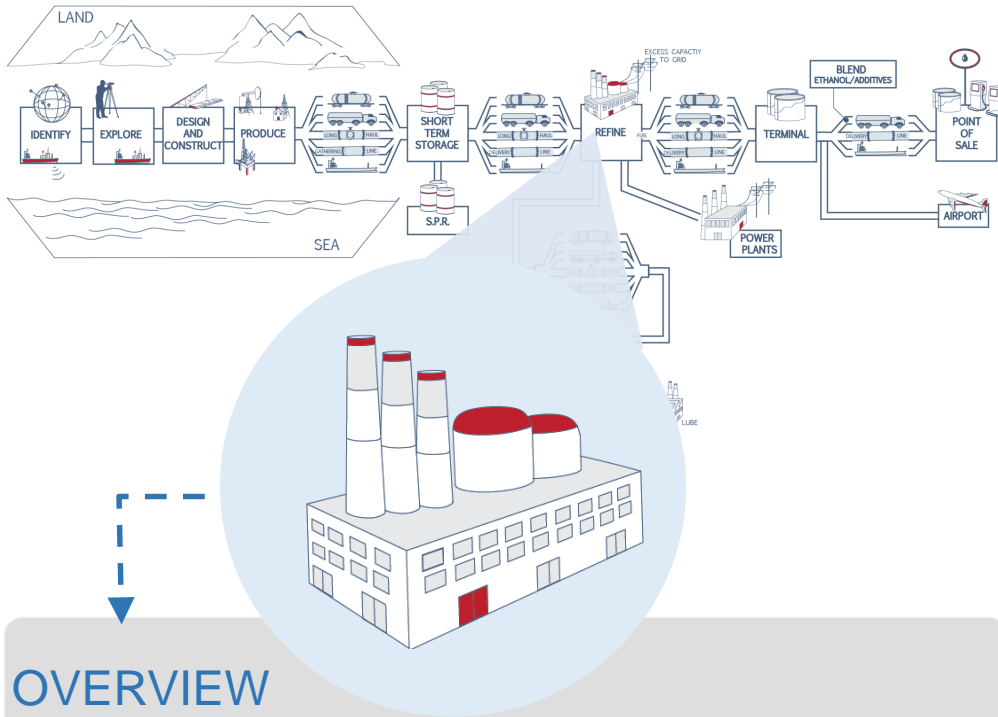 LAND
EXCESS CAPACTIY
TO GRID
BLEND
ETHANOL/ADDITIVES
IDENTIFY
EXPLORE
DESIGN
AND
CONSTRUCT
PRODUCE
LONG HAUL
GATHERING LINE
SHORT
TERM
STORAGE
LONG HAUL
DELIVERY LINE
REFINE
FUEL
LONG HAUL
DELIVERY LINE
TERMINAL
DELIVERY LINE
POINT
OF
SALE
S.P.R.
AIRPORT
POWER
PLANTS
SEA
LUBE
OVERVIEW